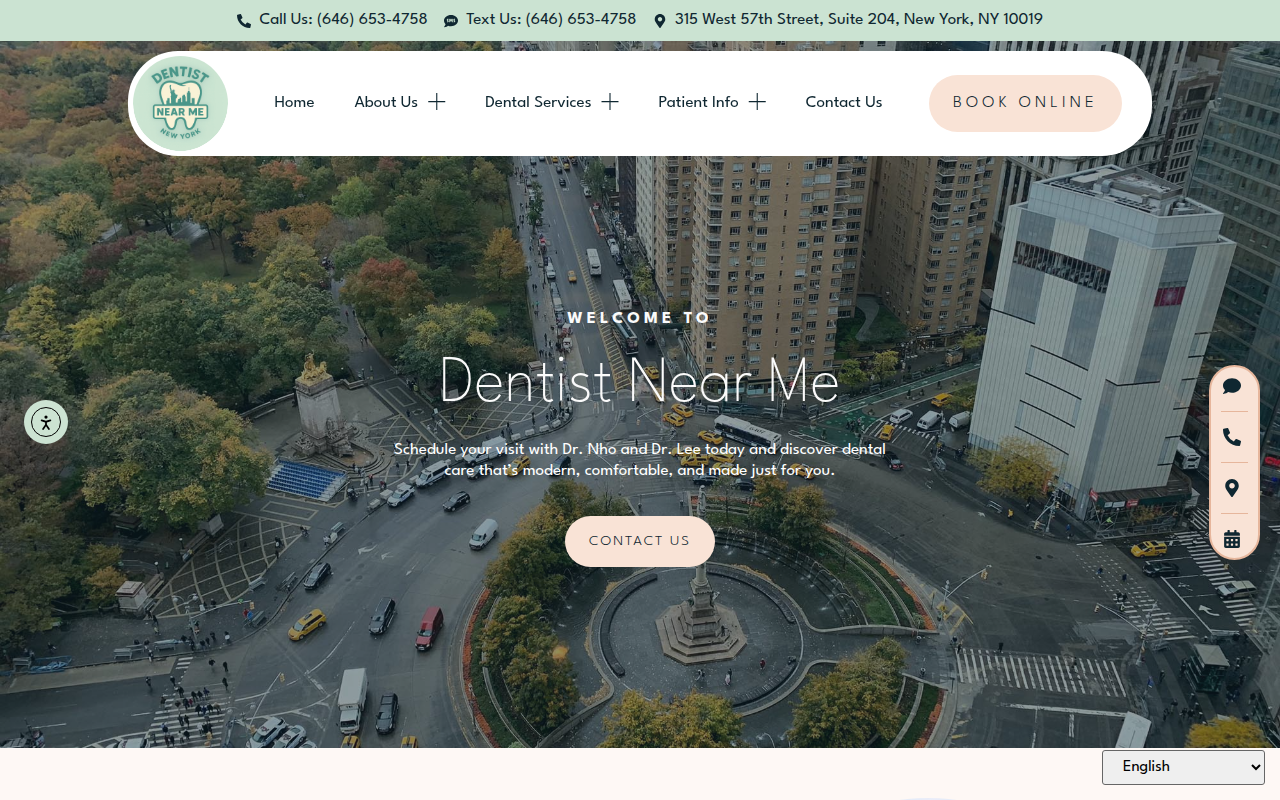 Call Us: (646) 653-4758
Text Us: (646) 653-4758
315 West 57th Street, Suite 204, New York, NY 10019
DENTIST
NEAR ME
NEW YORK
Home
About Us
Dental Services
Patient Info
Contact Us
BOOK ONLINE
WELCOME TO
Dentist Near Me
Schedule your visit with Dr. Nho and Dr. Lee today and discover dental
care that's modern, comfortable, and made just for you.
CONTACT US
English